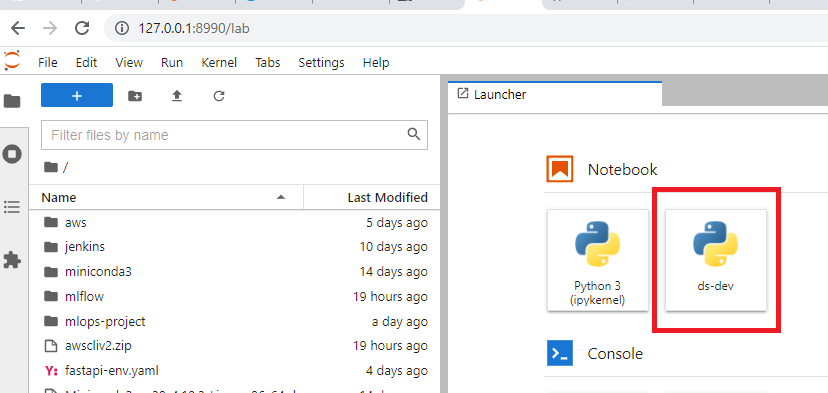 127.0.0.1:8990/lab
File Edit View Run Kernel Tabs Settings Help
+
Launcher
Filter files by name
/
Name Last Modified
aws 5 days ago
jenkins 10 days ago
miniconda3 14 days ago
mlflow 19 hours ago
mlops-project a day ago
awscliv2.zip 19 hours ago
Y: fastapi-env.yaml 4 days ago
Notebook
Python 3
(ipykernel)
ds-dev
Console